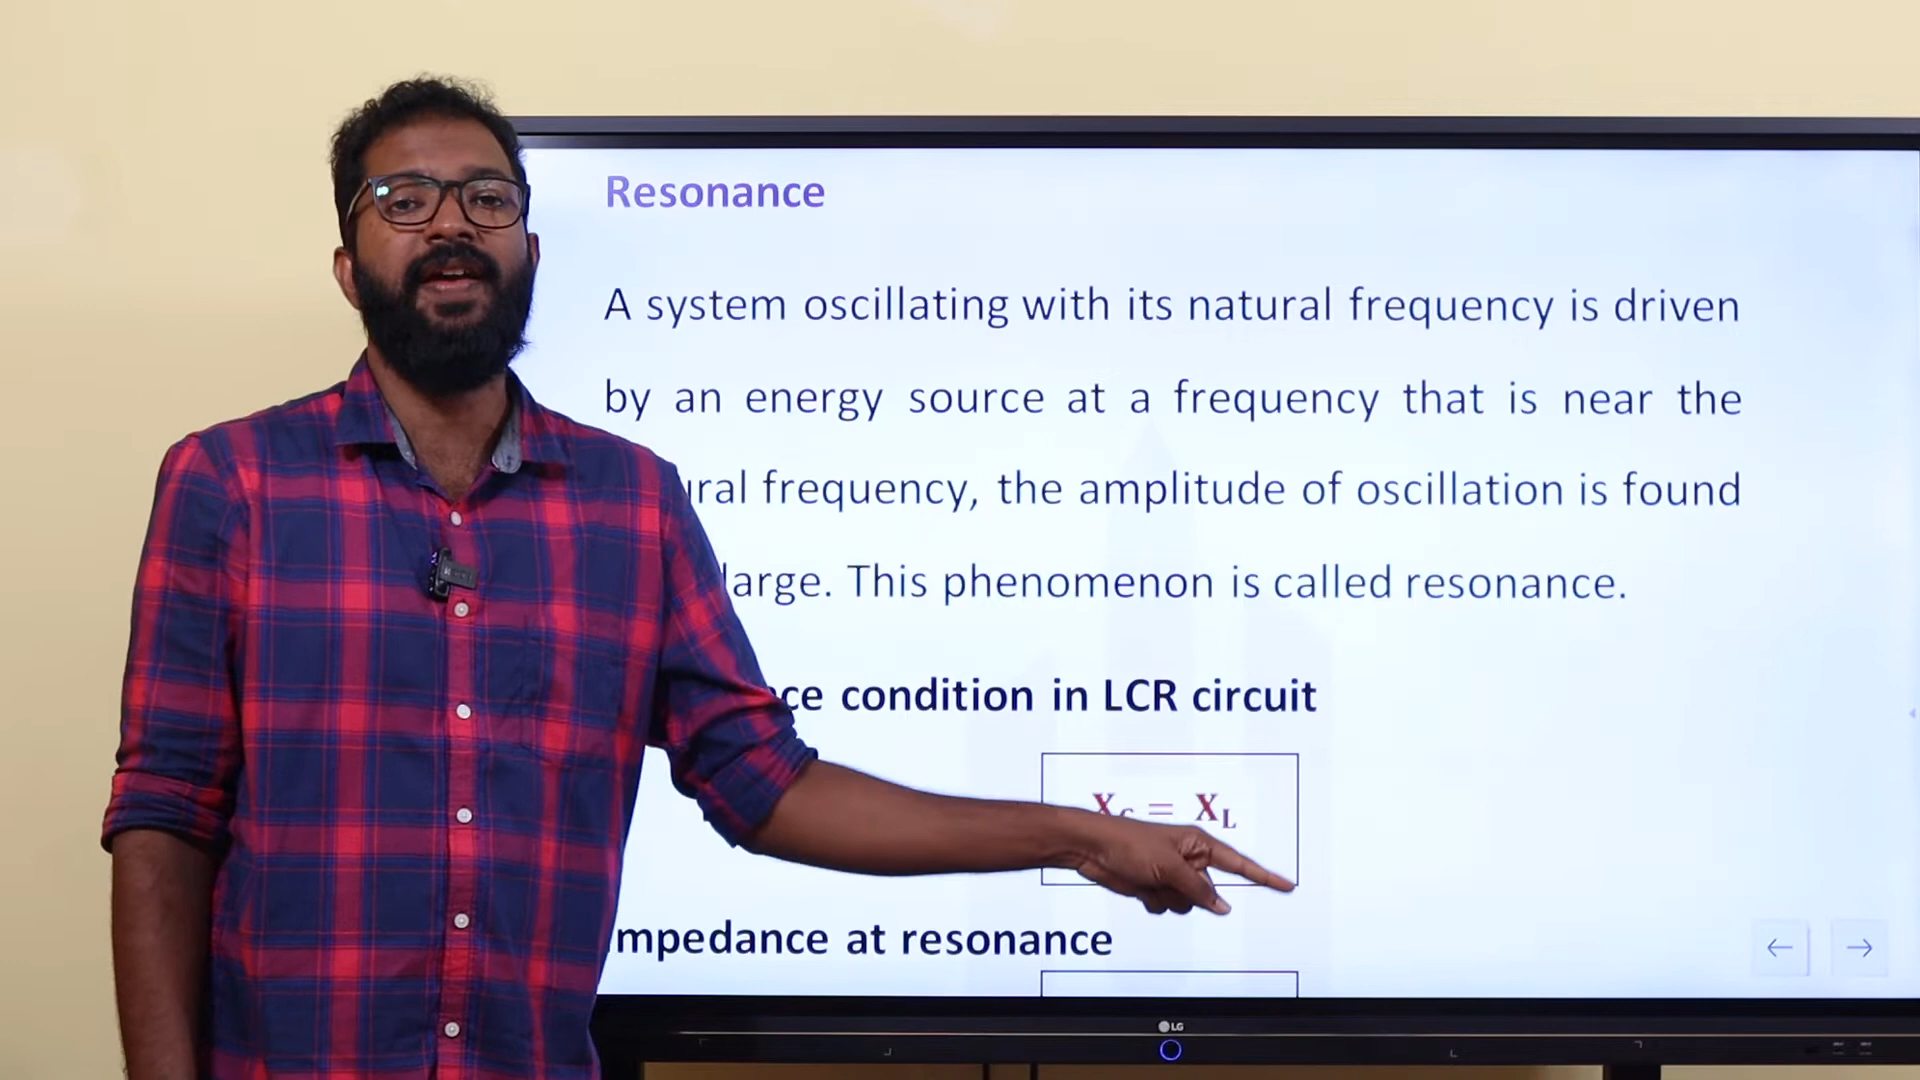 Resonance
A system oscillating with its natural frequency is driven
by an energy source at a frequency that is near the
ural frequency, the amplitude of oscillation is found
large. This phenomenon is called resonance.
ce condition in LCR circuit
X = X_L
mpedance at resonance
LG